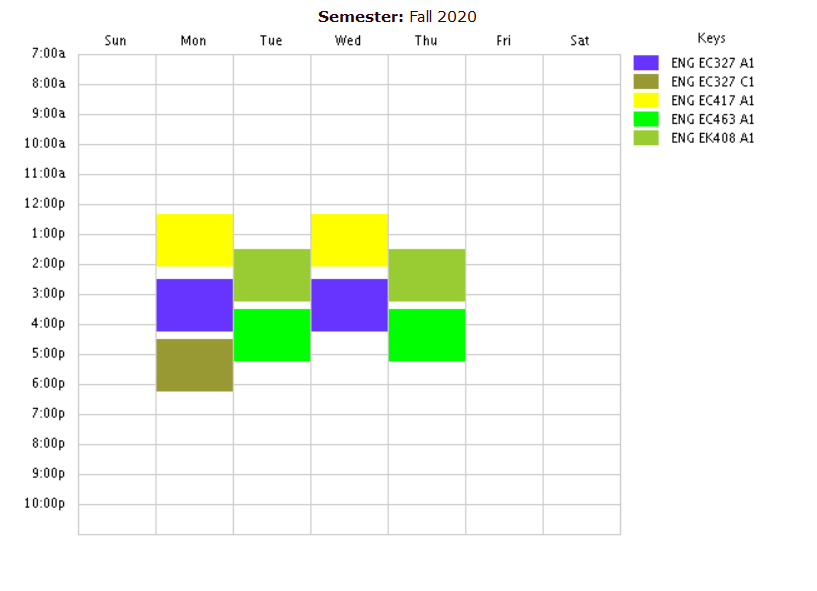 Semester: Fall 2020
Sun Mon Tue Wed Thu Fri Sat
Keys
7:00a
8:00a
9:00a
10:00a
11:00a
12:00p
1:00p
2:00p
3:00p
4:00p
5:00p
6:00p
7:00p
8:00p
9:00p
10:00p
ENG EC327 A1
ENG EC327 C1
ENG EC417 A1
ENG EC463 A1
ENG EK408 A1